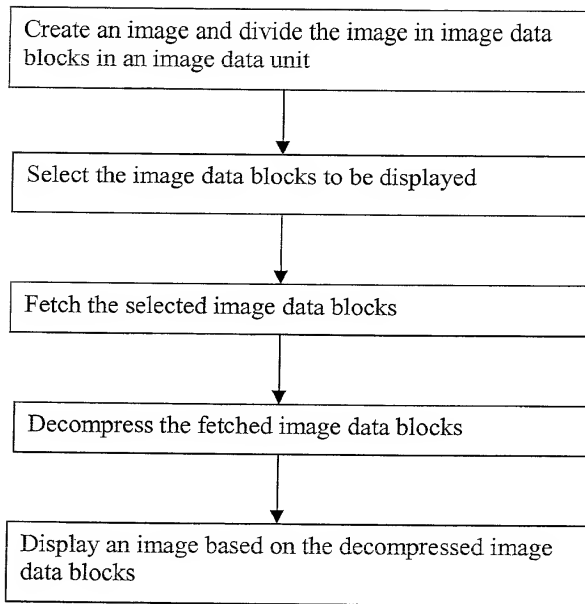 Create an image and divide the image in image data
blocks in an image data unit
Select the image data blocks to be displayed
Fetch the selected image data blocks
Decompress the fetched image data blocks
Display an image based on the decompressed image
data blocks